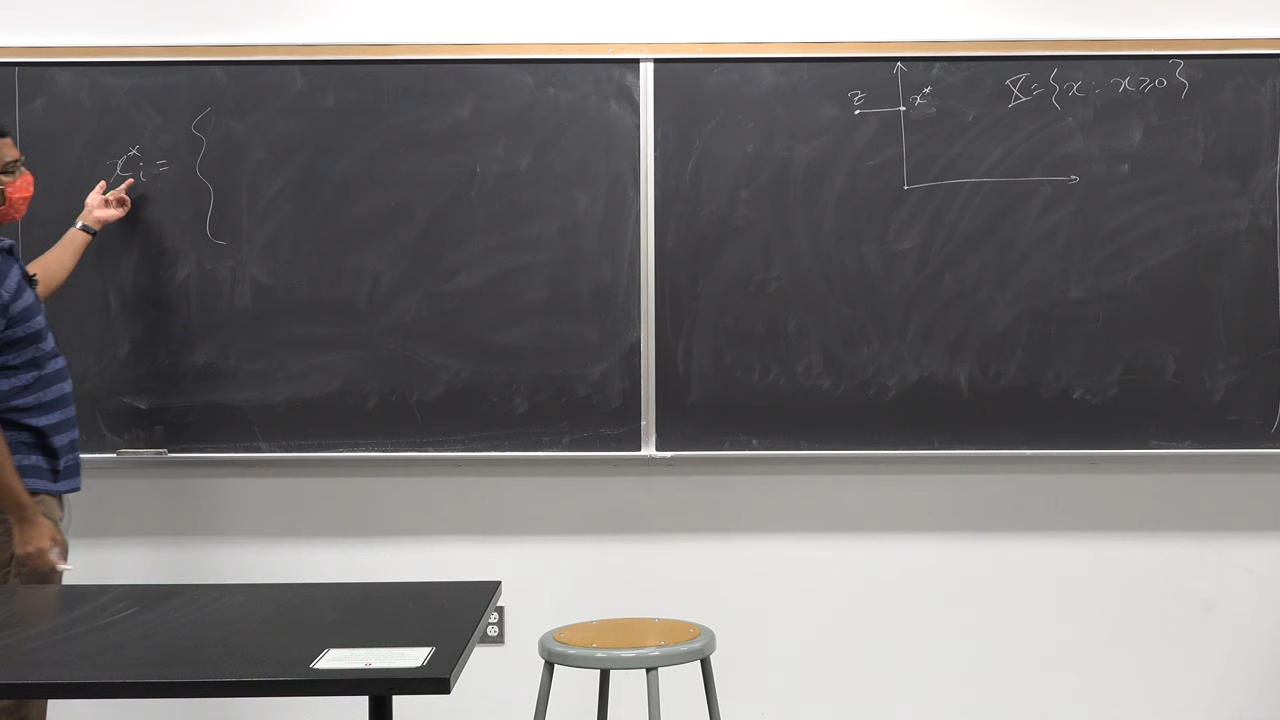 x*ᵢ = {
z x*
X = {x : x ≥ 0}